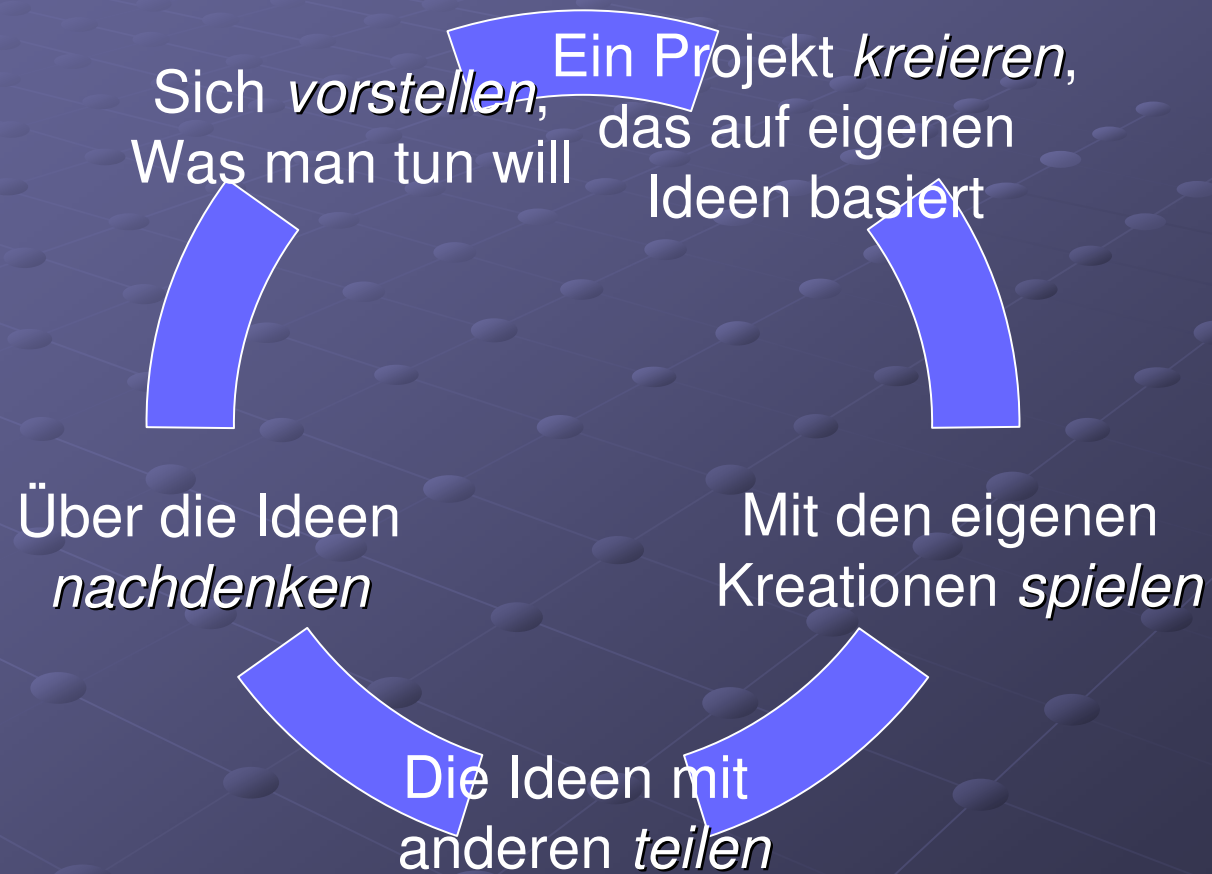 Sich vorstellen,
Was man tun will
Ein Projekt kreieren,
das auf eigenen
Ideen basiert
Mit den eigenen
Kreationen spielen
Die Ideen mit
anderen teilen
Über die Ideen
nachdenken